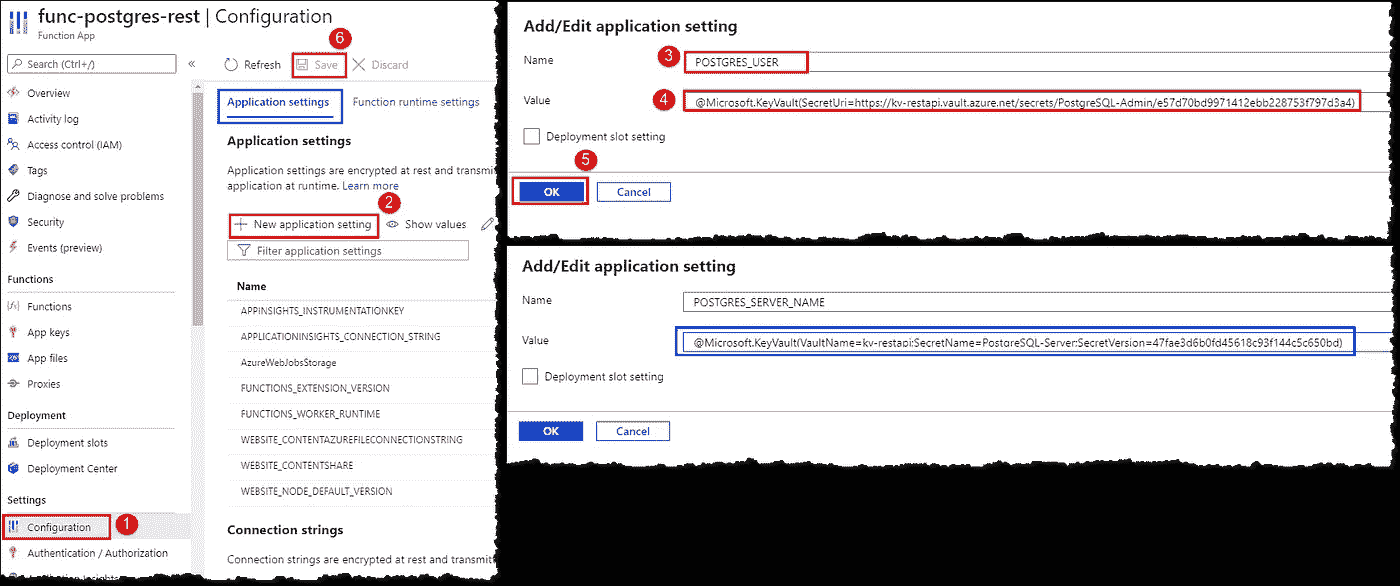 func-postgres-rest | Configuration
Function App
6
Search (Ctrl+/)
«
Refresh
Save
Discard
Overview
Activity log
Access control (IAM)
Tags
Diagnose and solve problems
Security
Events (preview)
Functions
Functions
App keys
App files
Proxies
Deployment
Deployment slots
Deployment Center
Settings
Configuration
1
Authentication / Authorization
Application settings
Function runtime settings
Application settings
Application settings are encrypted at rest and transmit
application at runtime. Learn more
2
New application setting
Show values
Filter application settings
Name
APPINSIGHTS_INSTRUMENTATIONKEY
APPLICATIONINSIGHTS_CONNECTION_STRING
AzureWebJobsStorage
FUNCTIONS_EXTENSION_VERSION
FUNCTIONS_WORKER_RUNTIME
WEBSITE_CONTENTAZUREFILECONNECTIONSTRING
WEBSITE_CONTENTSHARE
WEBSITE_NODE_DEFAULT_VERSION
Connection strings
Connection strings are encrypted at rest and transmit
Add/Edit application setting
Name
3
POSTGRES_USER
Value
4
@Microsoft.KeyVault(SecretUri=https://kv-restapi.vault.azure.net/secrets/PostgreSQL-Admin/e57d70bd9971412ebb228753f797d3a4)
Deployment slot setting
5
OK
Cancel
Add/Edit application setting
Name
POSTGRES_SERVER_NAME
Value
@Microsoft.KeyVault(VaultName=kv-restapi;SecretName=PostgreSQL-Server;SecretVersion=47fae3d6b0fd45618c93f144c5c650bd)
Deployment slot setting
OK
Cancel